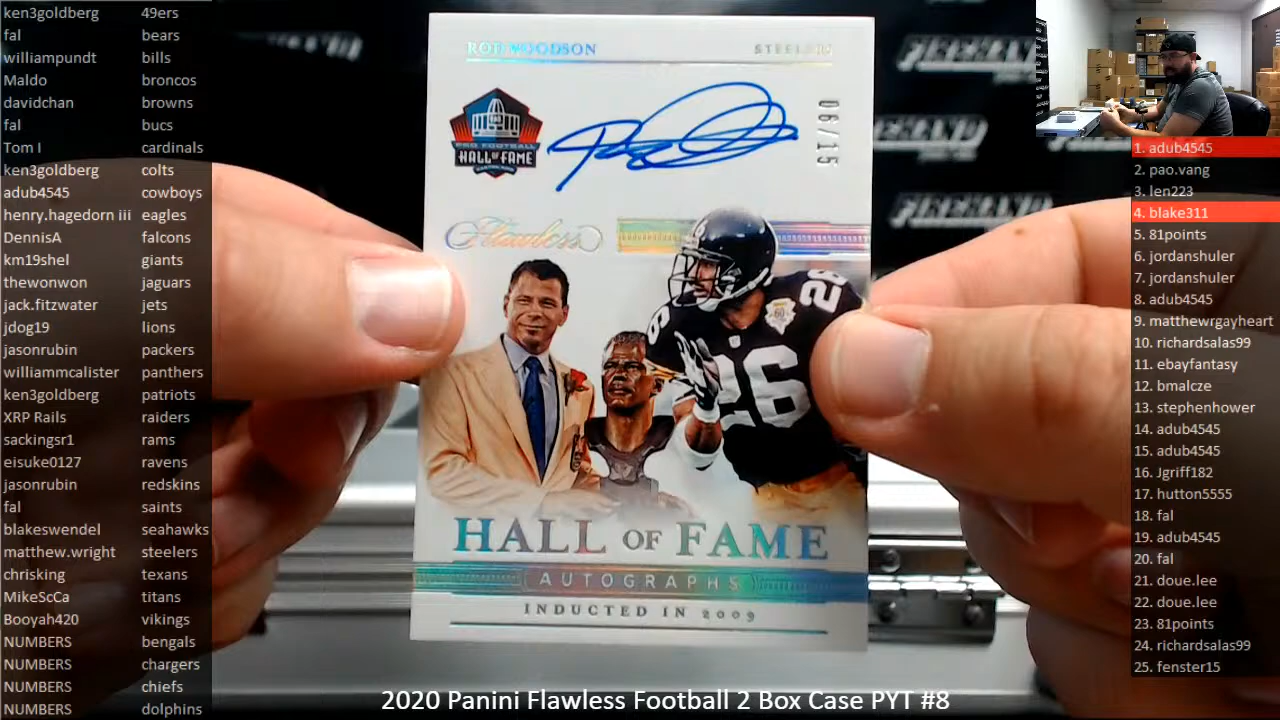 ken3goldberg 49ers
fal bears
williampundt bills
Maldo broncos
davidchan browns
fal bucs
Tom I cardinals
ken3goldberg colts
adub4545 cowboys
henry.hagedorn iii eagles
DennisA falcons
km19shel giants
thewonwon jaguars
jack.fitzwater jets
jdog19 lions
jasonrubin packers
williammcalister panthers
ken3goldberg patriots
XRP Rails raiders
sackingsr1 rams
eisuke0127 ravens
jasonrubin redskins
fal saints
blakeswendel seahawks
matthew.wright steelers
chrisking texans
MikeScCa titans
Booyah420 vikings
NUMBERS bengals
NUMBERS chargers
NUMBERS chiefs
NUMBERS dolphins
ROD WOODSON STEELERS
06/15
PRO FOOTBALL
HALL OF FAME
Flawless
26
26
HALL OF FAME
AUTOGRAPHS
INDUCTED IN 2009
1. adub4545
2. pao.vang
3. len223
4. blake311
5. 81points
6. jordanshuler
7. jordanshuler
8. adub4545
9. matthewrgayheart
10. richardsalas99
11. ebayfantasy
12. bmalcze
13. stephenhower
14. adub4545
15. adub4545
16. Jgriff182
17. hutton5555
18. fal
19. adub4545
20. fal
21. doue.lee
22. doue.lee
23. 81points
24. richardsalas99
25. fenster15
2020 Panini Flawless Football 2 Box Case PYT #8